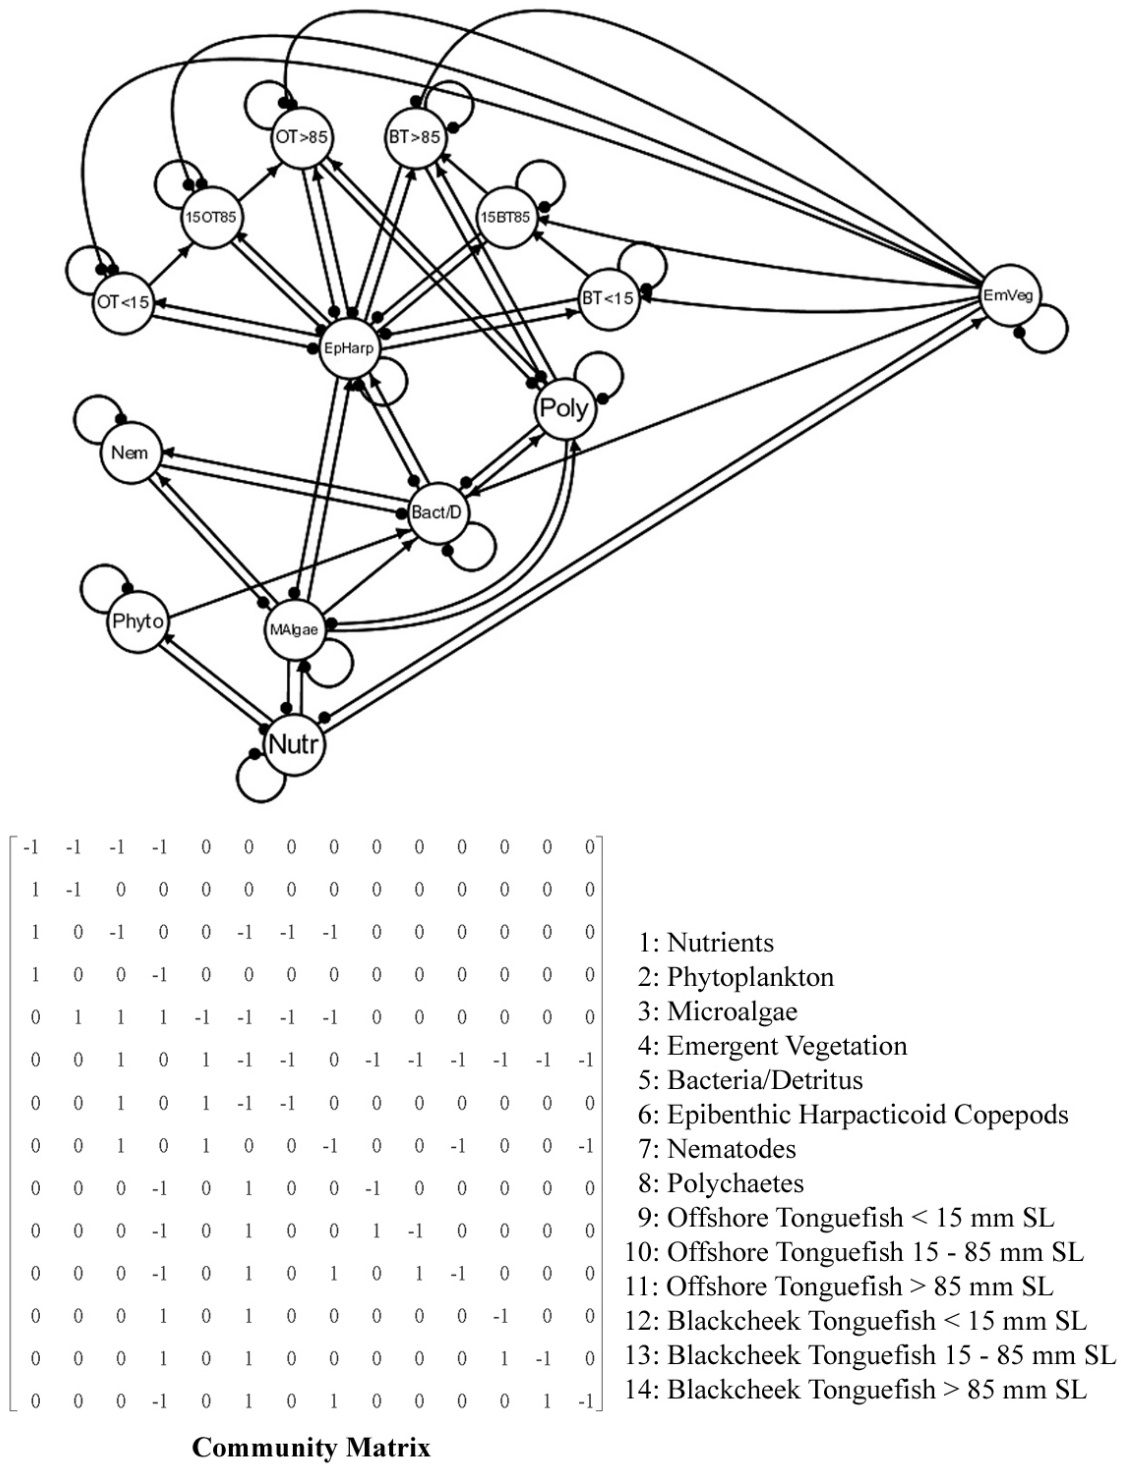 OT>85
BT>85
15OT85
15BT85
OT<15
BT<15
EmVeg
EpHarp
Poly
Nem
Bact/D
Phyto
MAlgae
Nutr
-1 -1 -1 -1 0 0 0 0 0 0 0 0 0 0
1 -1 0 0 0 0 0 0 0 0 0 0 0 0
1 0 -1 0 0 -1 -1 -1 0 0 0 0 0 0
1 0 0 -1 0 0 0 0 0 0 0 0 0 0
0 1 1 1 -1 -1 -1 -1 0 0 0 0 0 0
0 0 1 0 1 -1 -1 0 -1 -1 -1 -1 -1 -1
0 0 1 0 1 -1 -1 0 0 0 0 0 0 0
0 0 1 0 1 0 0 -1 0 0 -1 0 0 -1
0 0 0 -1 0 1 0 0 -1 0 0 0 0 0
0 0 0 -1 0 1 0 0 1 -1 0 0 0 0
0 0 0 -1 0 1 0 1 0 1 -1 0 0 0
0 0 0 1 0 1 0 0 0 0 0 -1 0 0
0 0 0 1 0 1 0 0 0 0 0 1 -1 0
0 0 0 -1 0 1 0 1 0 0 0 0 1 -1
Community Matrix
1: Nutrients
2: Phytoplankton
3: Microalgae
4: Emergent Vegetation
5: Bacteria/Detritus
6: Epibenthic Harpacticoid Copepods
7: Nematodes
8: Polychaetes
9: Offshore Tonguefish < 15 mm SL
10: Offshore Tonguefish 15 - 85 mm SL
11: Offshore Tonguefish > 85 mm SL
12: Blackcheek Tonguefish < 15 mm SL
13: Blackcheek Tonguefish 15 - 85 mm SL
14: Blackcheek Tonguefish > 85 mm SL